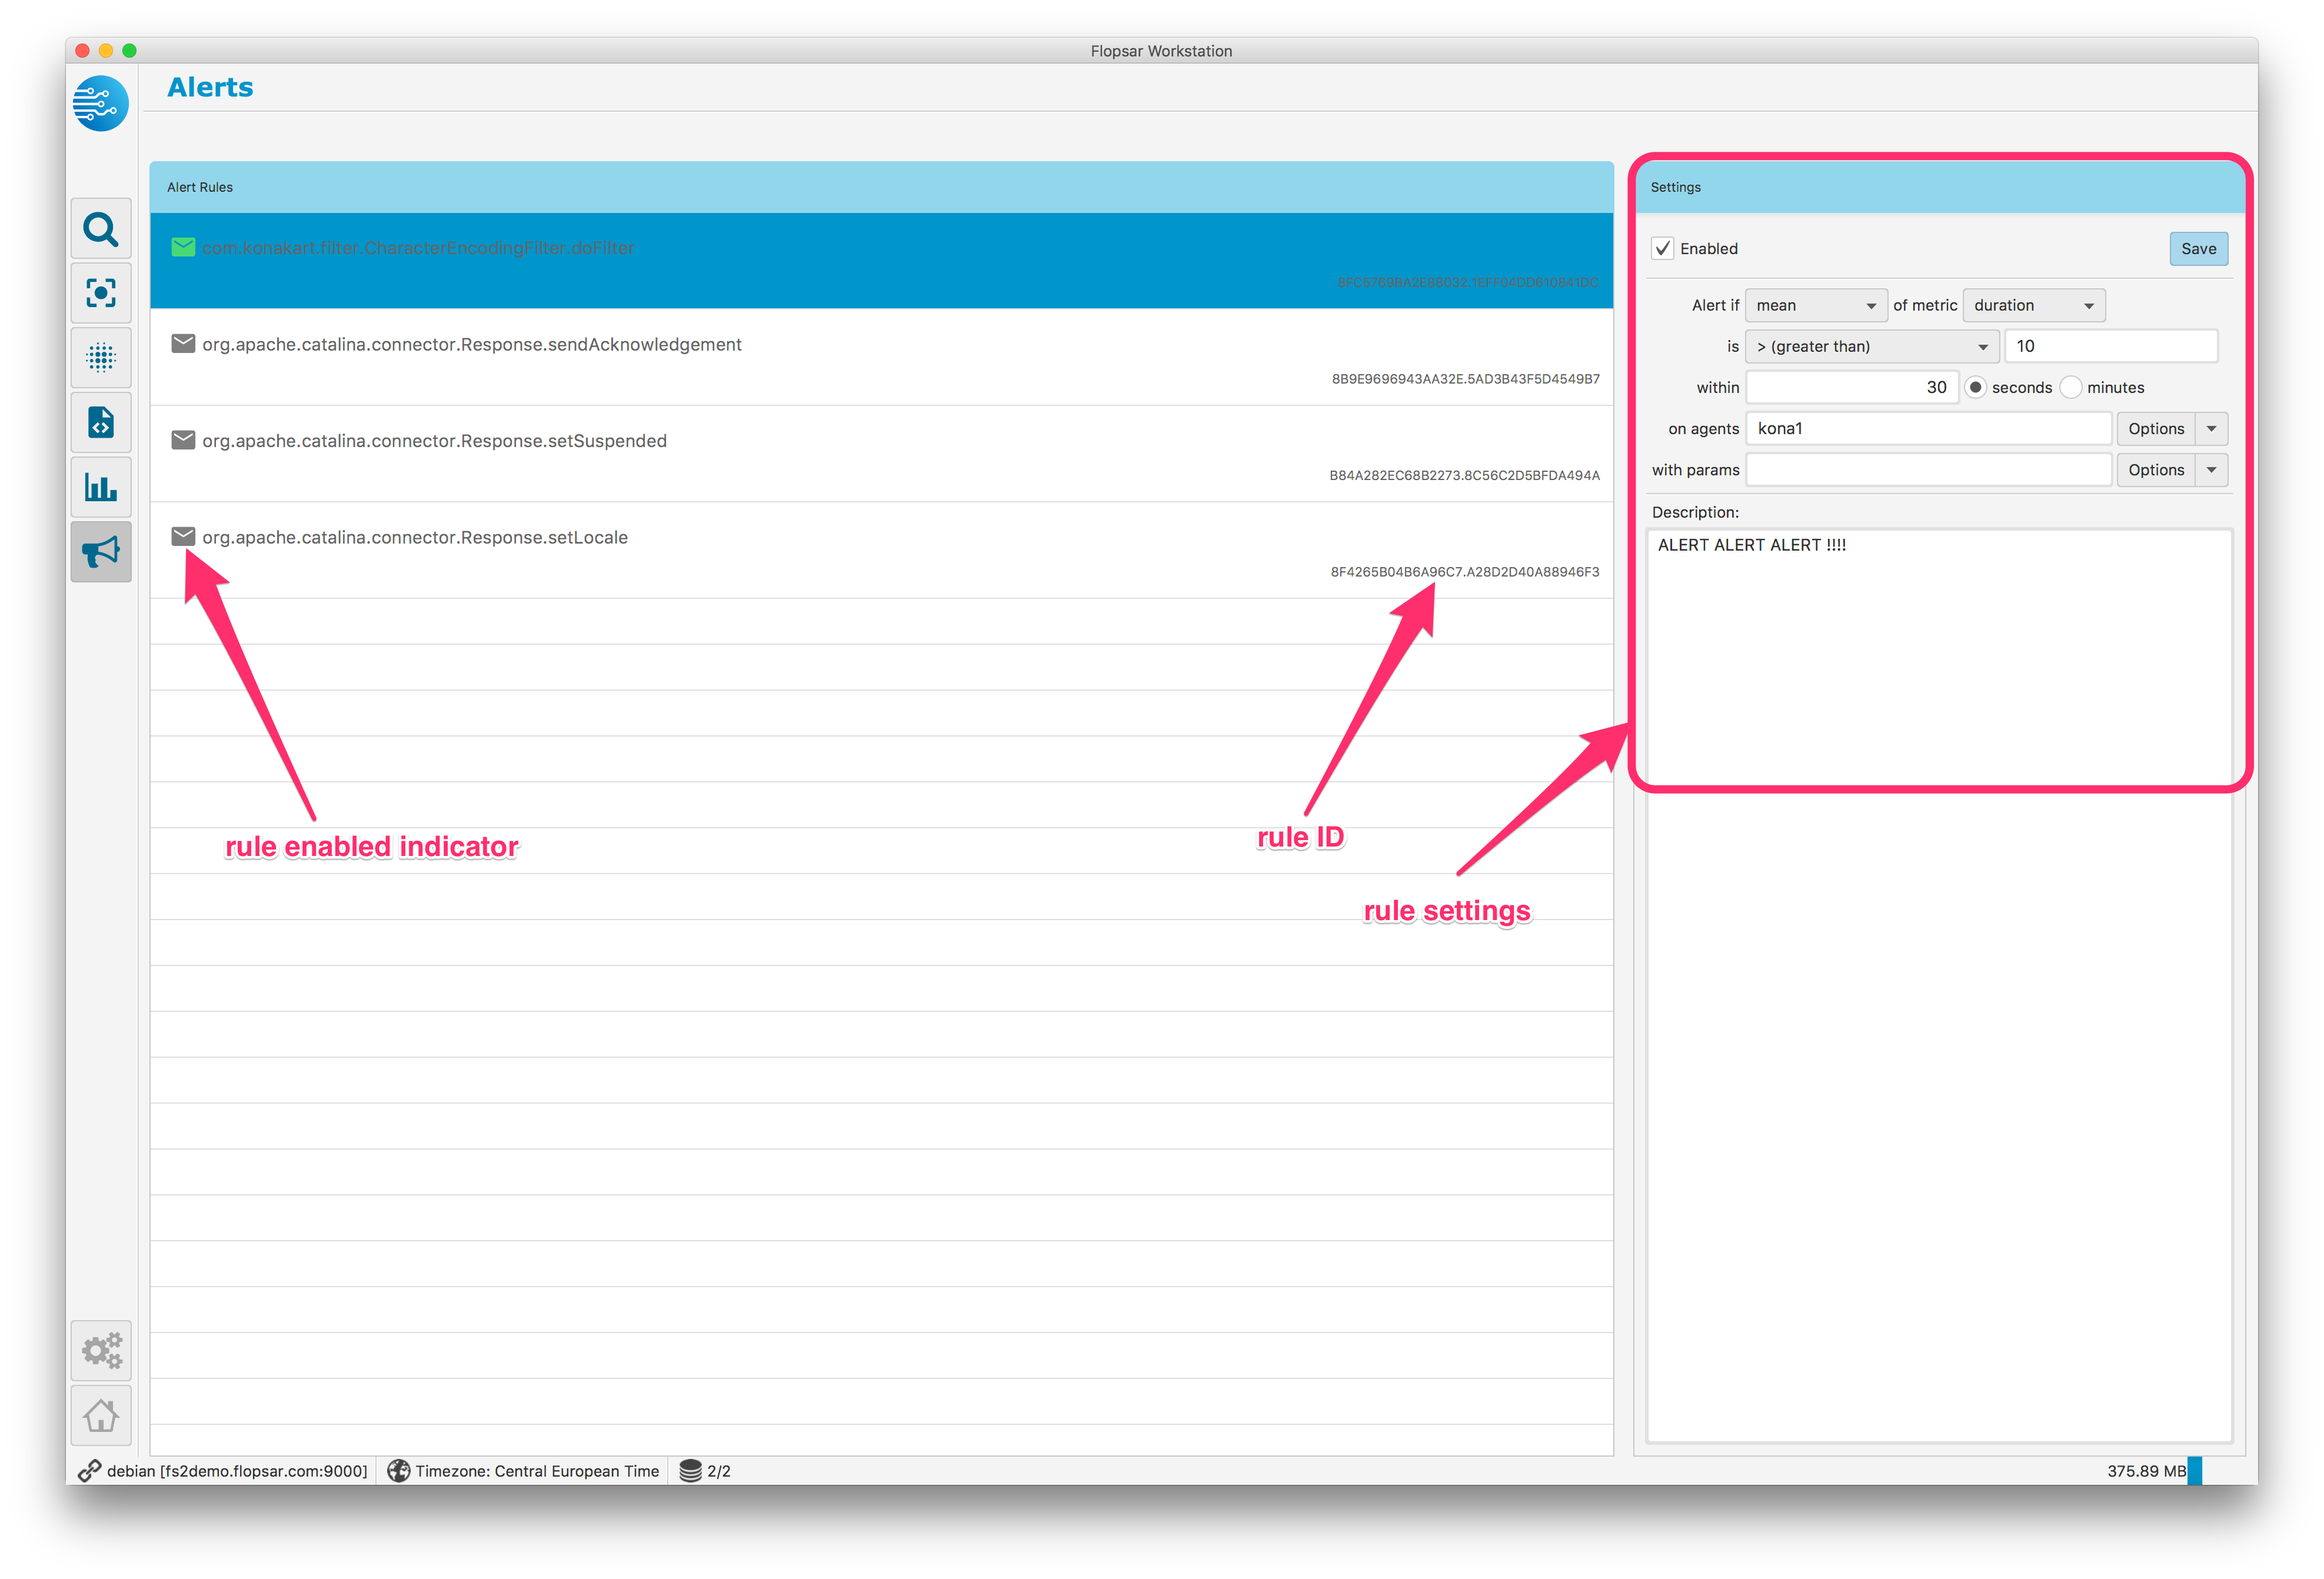 Flopsar Workstation
Alerts
Alert Rules
com.konakart.filter.CharacterEncodingFilter.doFilter
8FC5769BA2E88032.1EFF04DD610841DC
org.apache.catalina.connector.Response.sendAcknowledgement
8B9E9696943AA32E.5AD3B43F5D4549B7
org.apache.catalina.connector.Response.setSuspended
B84A282EC68B2273.8C56C2D5BFDA494A
org.apache.catalina.connector.Response.setLocale
8F4265B04B6A96C7.A28D2D40A88946F3
rule enabled indicator
rule ID
rule settings
Settings
Enabled
Save
Alert if mean of metric duration
is > (greater than) 10
within 30 seconds minutes
on agents kona1 Options
with params Options
Description:
ALERT ALERT ALERT !!!!
debian [fs2demo.flopsar.com:9000] Timezone: Central European Time 2/2 375.89 MB